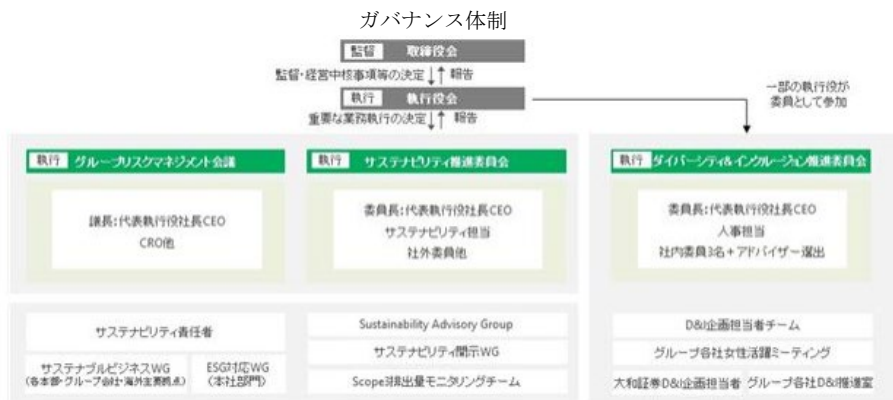 ガバナンス体制
監督 取締役会
監督・経営中核事項等の決定 報告
執行 執行役会
重要な業務執行の決定 報告
一部の執行役が
委員として参加
執行 グループリスクマネジメント会議
議長:代表執行役社長CEO
CRO他
執行 サステナビリティ推進委員会
委員長:代表執行役社長CEO
サステナビリティ担当
社外委員他
執行 ダイバーシティ&インクルージョン推進委員会
委員長:代表執行役社長CEO
人事担当
社内委員3名+アドバイザー選出
サステナビリティ責任者
サステナブルビジネスWG
(各本部・グループ会社・海外主要拠点)
ESG対応WG
(本社部門)
Sustainability Advisory Group
サステナビリティ開示WG
Scope3排出量モニタリングチーム
D&I企画担当者チーム
グループ各社女性活躍ミーティング
大和証券D&I企画担当者
グループ各社D&I推進室